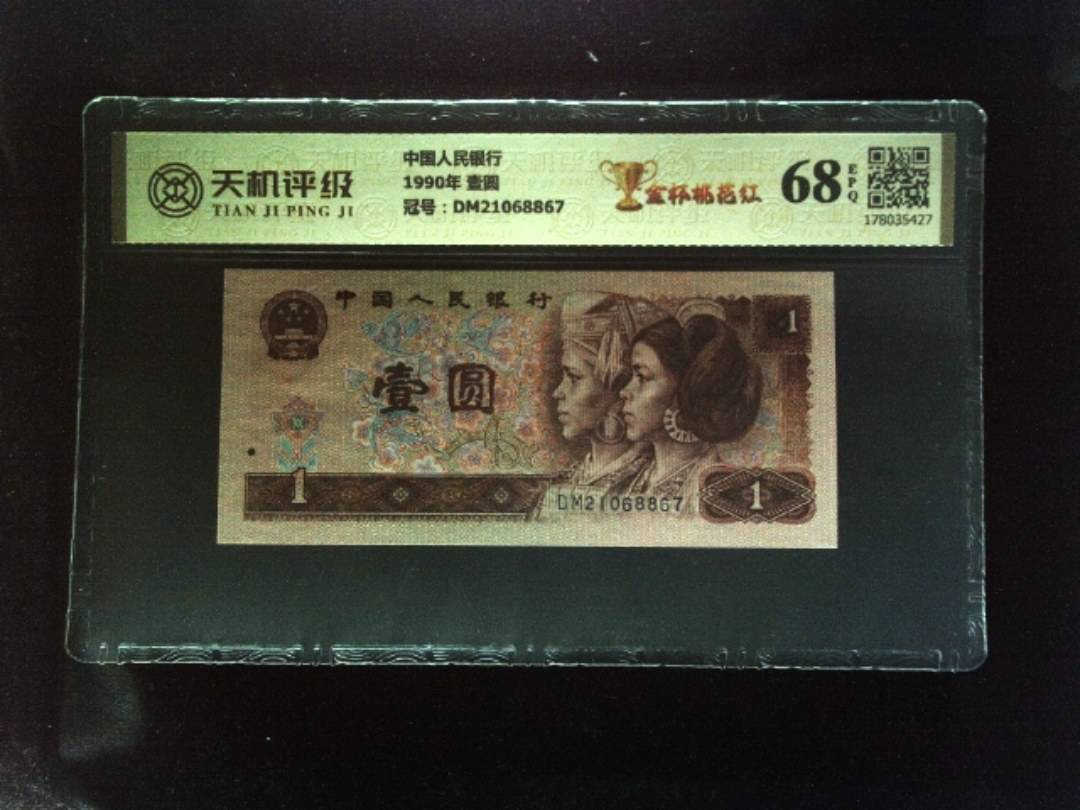 天机评级
TIAN JI PING JI
中国人民银行
1990年 壹圆
冠号：DM21068867
金杯桃花红
68
EPQ
178035427
中国人民银行
1
壹圆
1
DM21068867
1